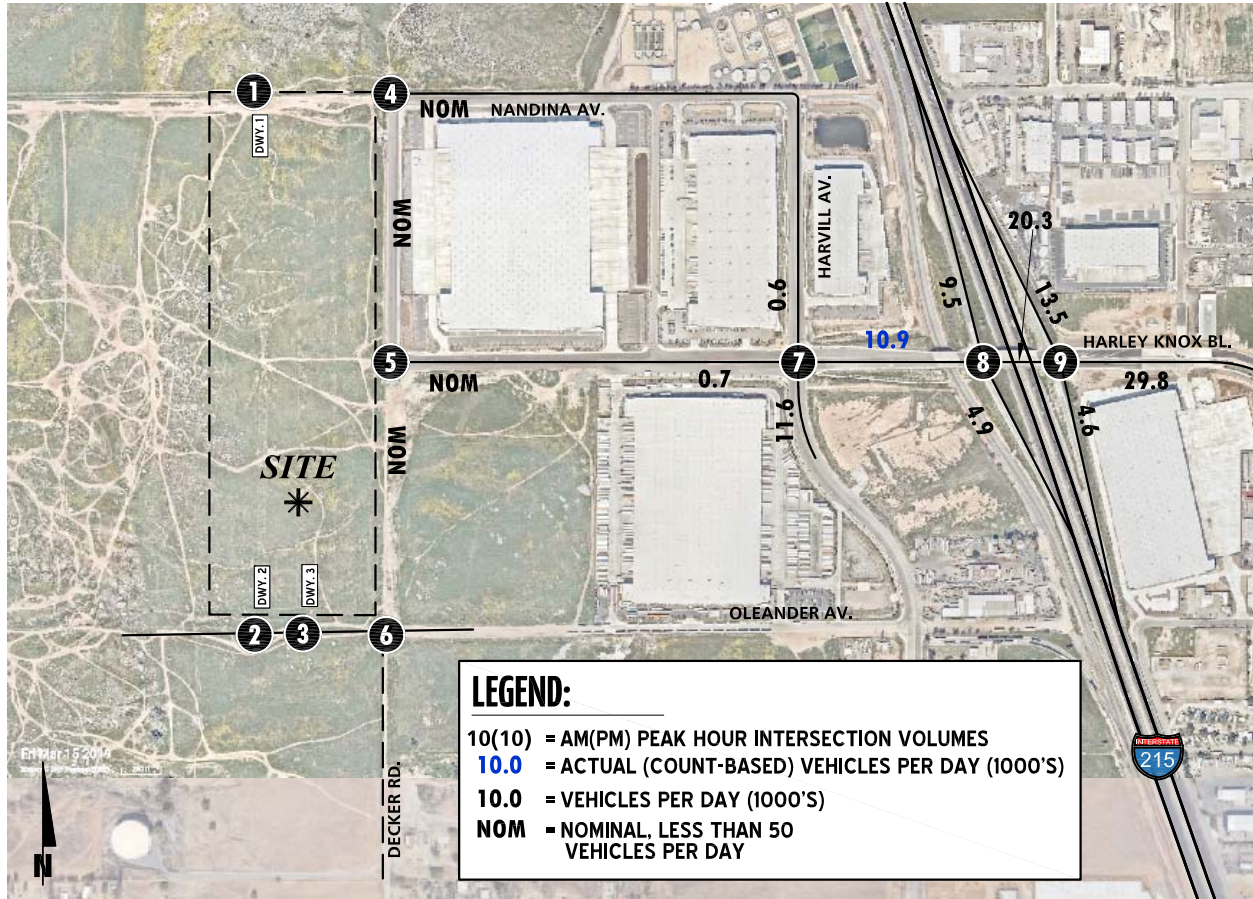 1
4
NOM
NANDINA AV.
DWY. 1
HARVILL AV.
NOM
20.3
0.6
9.5
13.5
10.9
HARLEY KNOX BL.
5
7
8
9
NOM
0.7
29.8
11.6
4.9
4.6
NOM
SITE
DWY. 2
DWY. 3
OLEANDER AV.
2
3
6
LEGEND:
10(10) = AM(PM) PEAK HOUR INTERSECTION VOLUMES
10.0 = ACTUAL (COUNT-BASED) VEHICLES PER DAY (1000'S)
10.0 = VEHICLES PER DAY (1000'S)
NOM = NOMINAL, LESS THAN 50
VEHICLES PER DAY
INTERSTATE
215
DECKER RD.
N